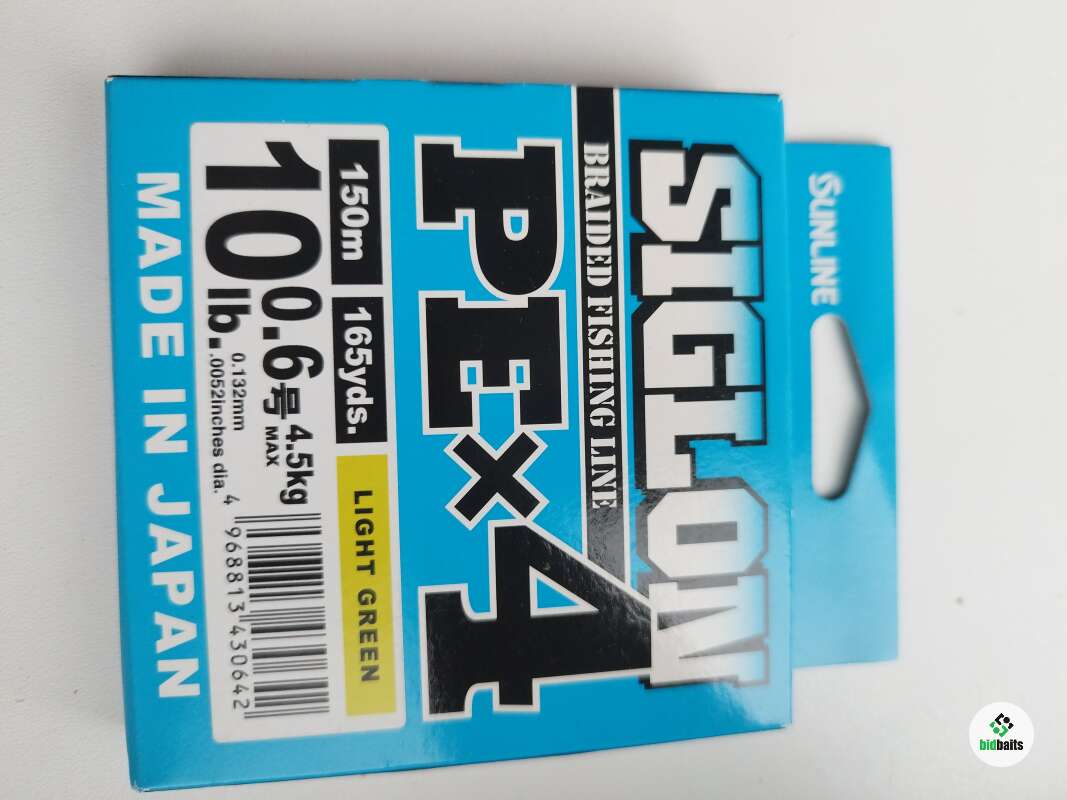 SUNLINE
SIGLON
BRAIDED FISHING LINE
PE×4
150m 165yds. LIGHT GREEN
10lb. 0.6号 4.5kg MAX
0.132mm
.0052inches dia.
4 968813 430642
MADE IN JAPAN
bidbaits